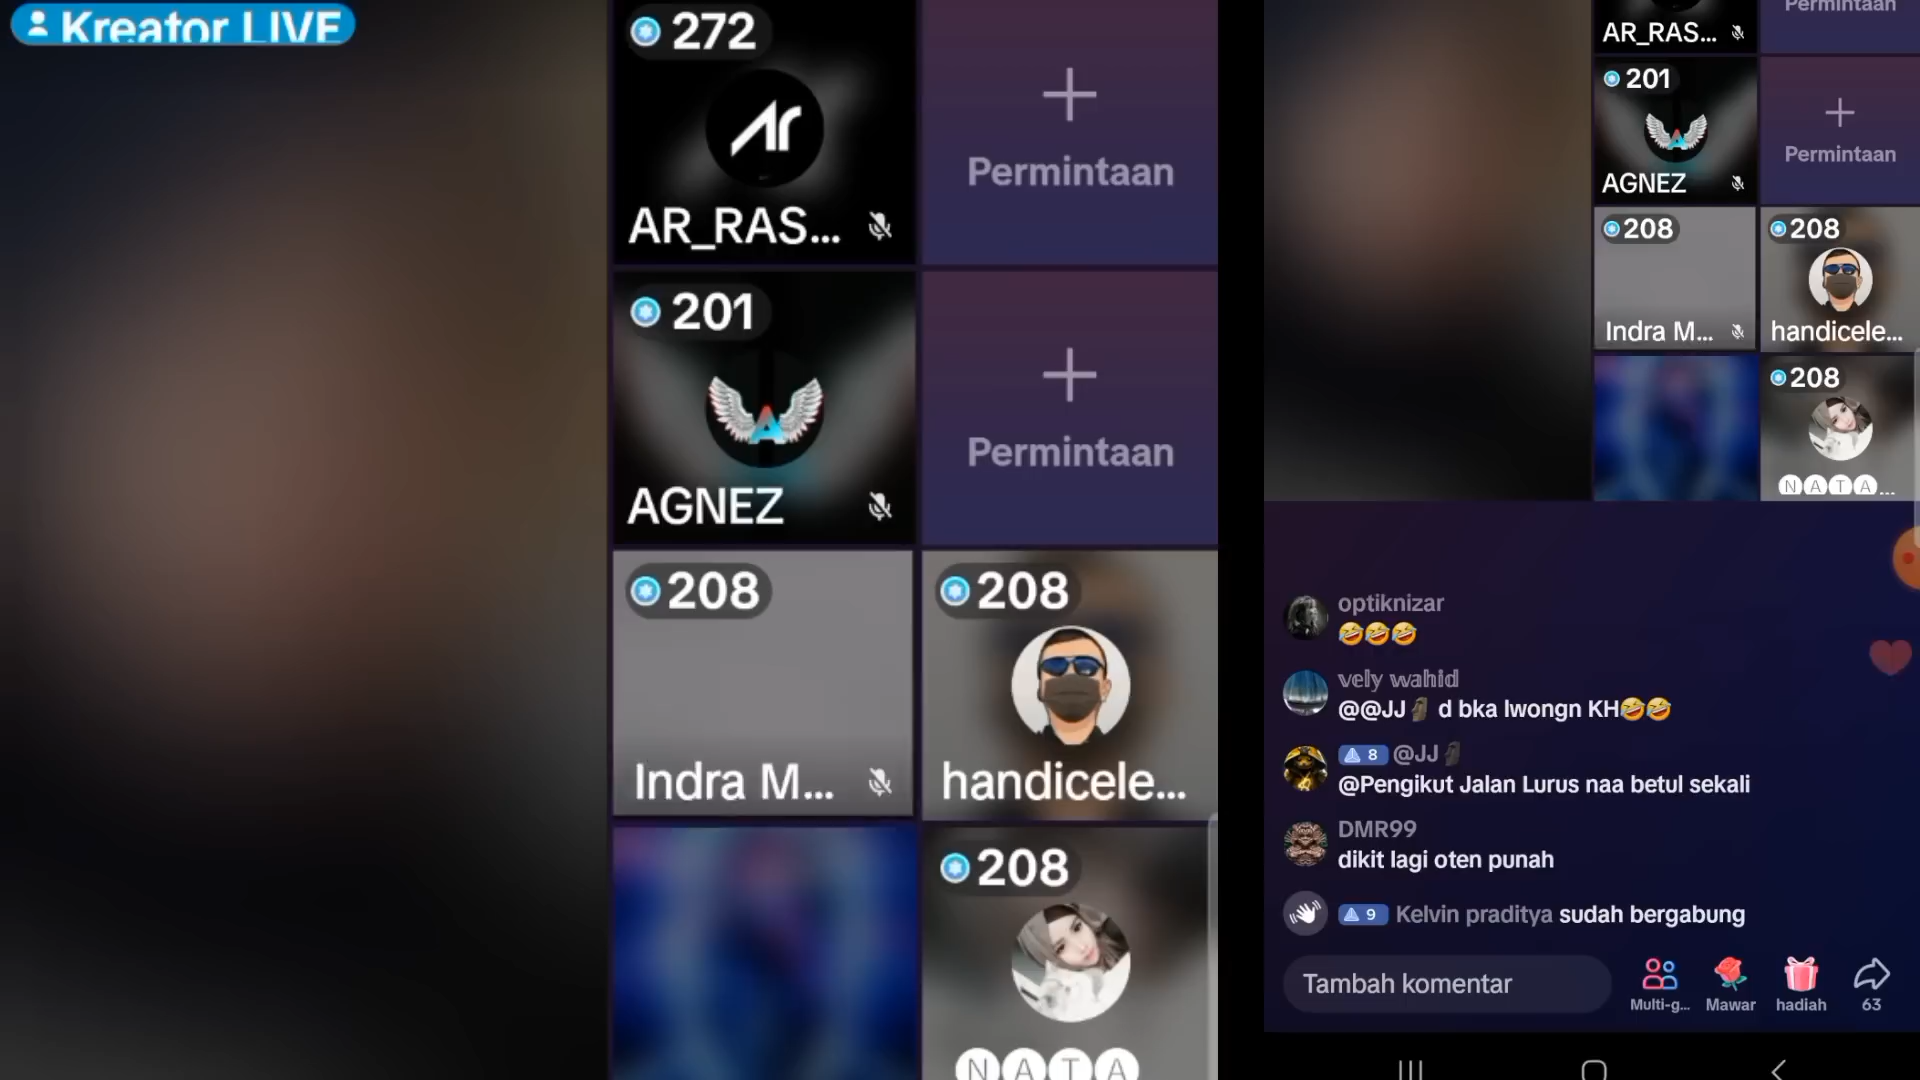 Kreator LIVE
272
AR_RAS...
Permintaan
201
AGNEZ
Permintaan
208
Indra M...
208
handicele...
208
NATA
Permintaan
AR_RAS...
201
AGNEZ
Permintaan
208
Indra M...
208
handicele...
208
NATA...
optiknizar
🤣🤣🤣
vely wahid
@@JJ🗿 d bka lwongn KH🤣🤣
8 @JJ🗿
@Pengikut Jalan Lurus naa betul sekali
DMR99
dikit lagi oten punah
9 Kelvin praditya sudah bergabung
Tambah komentar
Multi-g...
Mawar
hadiah
63